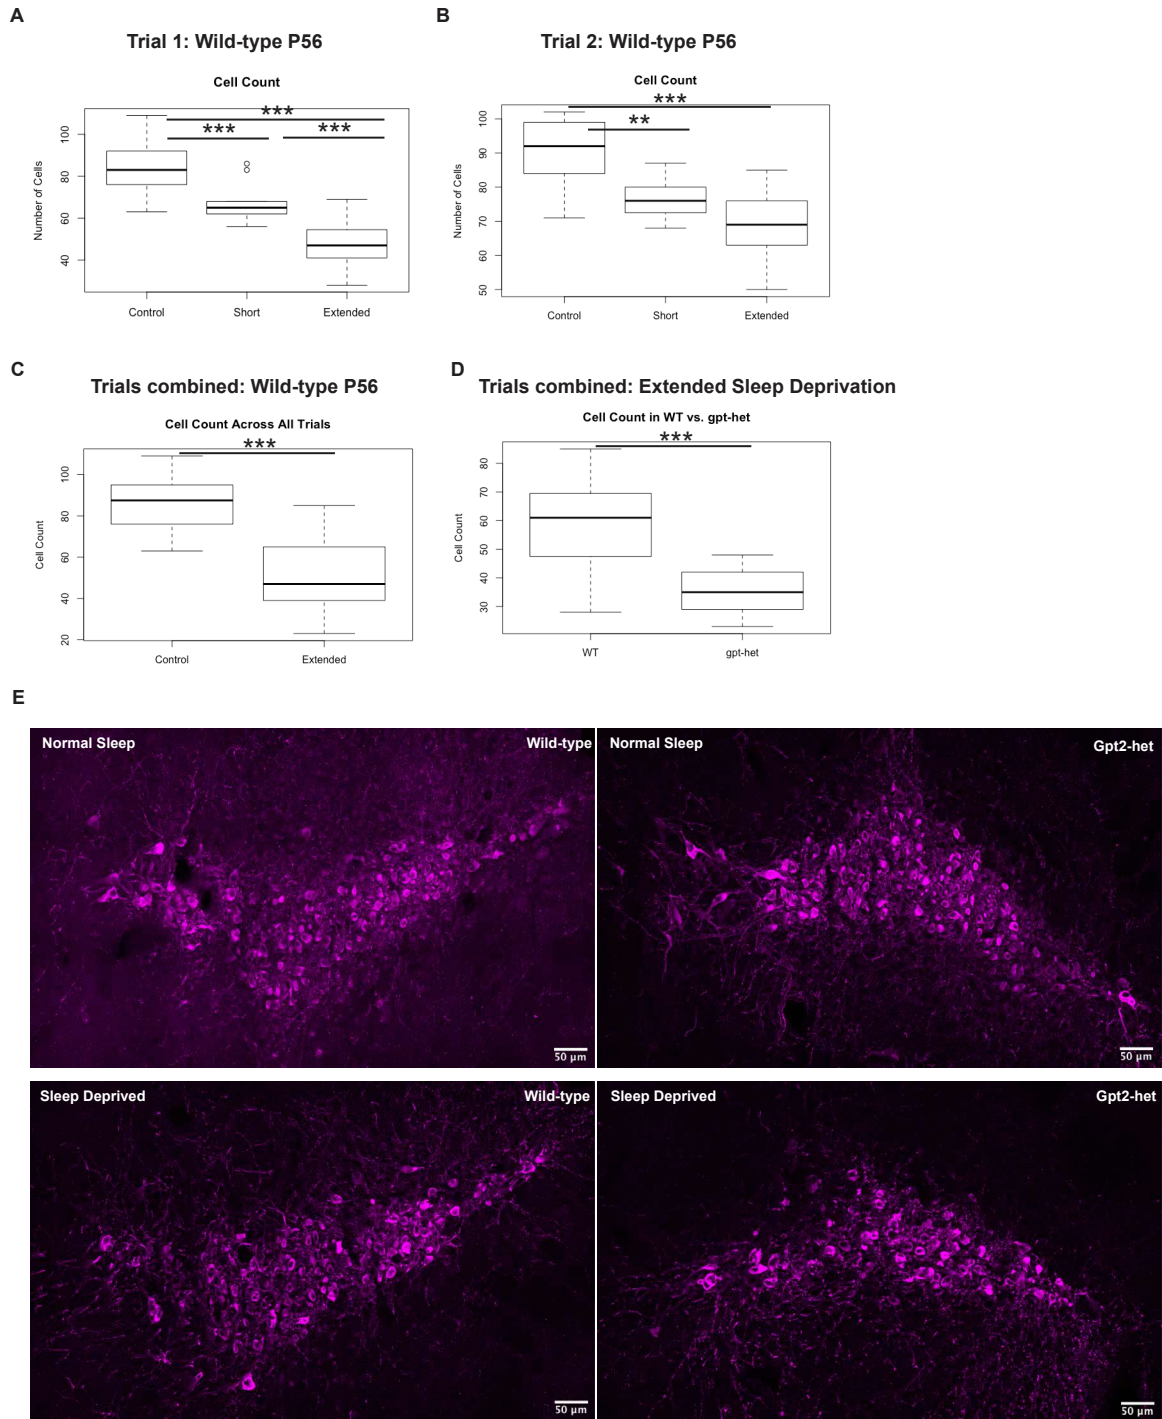 A
Trial 1: Wild-type P56
Cell Count
***
***
***
Number of Cells
100
80
60
40
Control
Short
Extended
B
Trial 2: Wild-type P56
Cell Count
***
**
Number of Cells
100
90
80
70
60
50
Control
Short
Extended
C
Trials combined: Wild-type P56
Cell Count Across All Trials
***
Cell Count
100
80
60
40
20
Control
Extended
D
Trials combined: Extended Sleep Deprivation
Cell Count in WT vs. gpt-het
***
Cell Count
80
70
60
50
40
30
WT
gpt-het
E
Normal Sleep
Wild-type
50 µm
Normal Sleep
Gpt2-het
50 µm
Sleep Deprived
Wild-type
50 µm
Sleep Deprived
Gpt2-het
50 µm